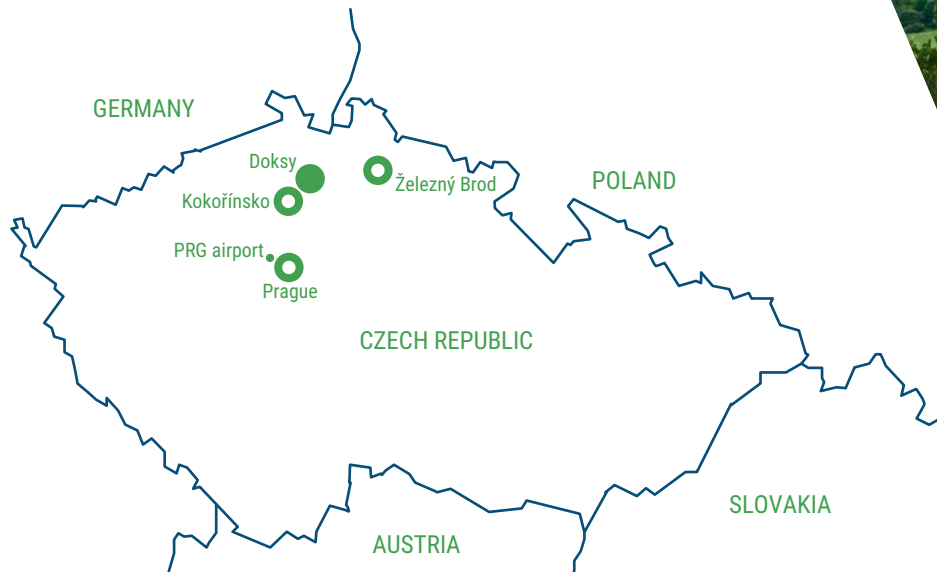 GERMANY
Doksy
Železný Brod
POLAND
Kokořínsko
PRG airport
Prague
CZECH REPUBLIC
SLOVAKIA
AUSTRIA